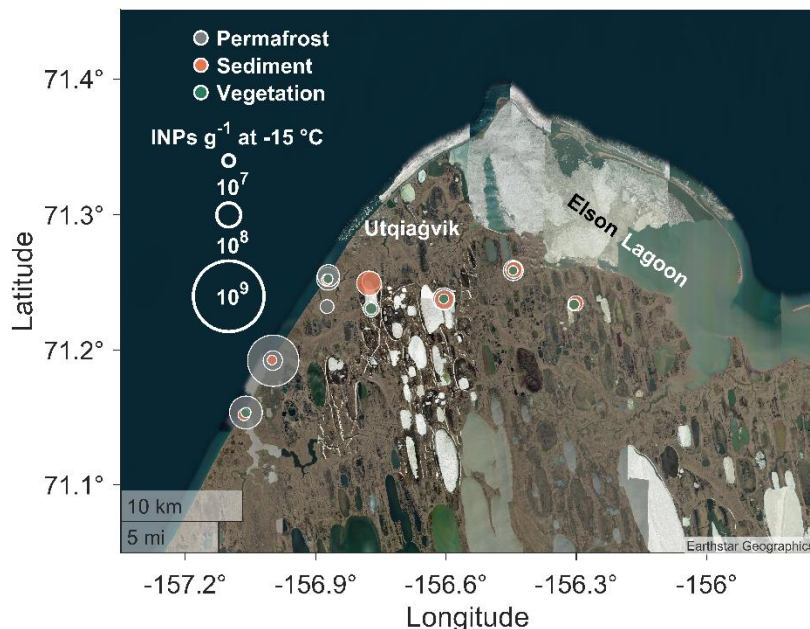 Permafrost
Sediment
Vegetation
INPs g⁻¹ at -15 °C
10⁷
10⁸
10⁹
Utqiaġvik
Elson Lagoon
71.4°
71.3°
71.2°
71.1°
Latitude
10 km
5 mi
Earthstar Geographics
-157.2°
-156.9°
-156.6°
-156.3°
-156°
Longitude